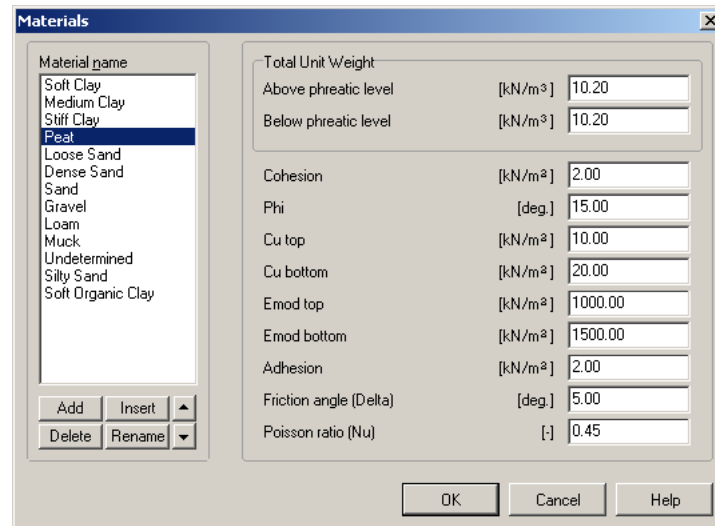 Materials
Material name
Soft Clay
Medium Clay
Stiff Clay
Peat
Loose Sand
Dense Sand
Sand
Gravel
Loam
Muck
Undetermined
Silty Sand
Soft Organic Clay
Add Insert
Delete Rename
Total Unit Weight
Above phreatic level [kN/m³] 10.20
Below phreatic level [kN/m³] 10.20
Cohesion [kN/m²] 2.00
Phi [deg.] 15.00
Cu top [kN/m²] 10.00
Cu bottom [kN/m²] 20.00
Emod top [kN/m²] 1000.00
Emod bottom [kN/m²] 1500.00
Adhesion [kN/m²] 2.00
Friction angle (Delta) [deg.] 5.00
Poisson ratio (Nu) [-] 0.45
OK Cancel Help